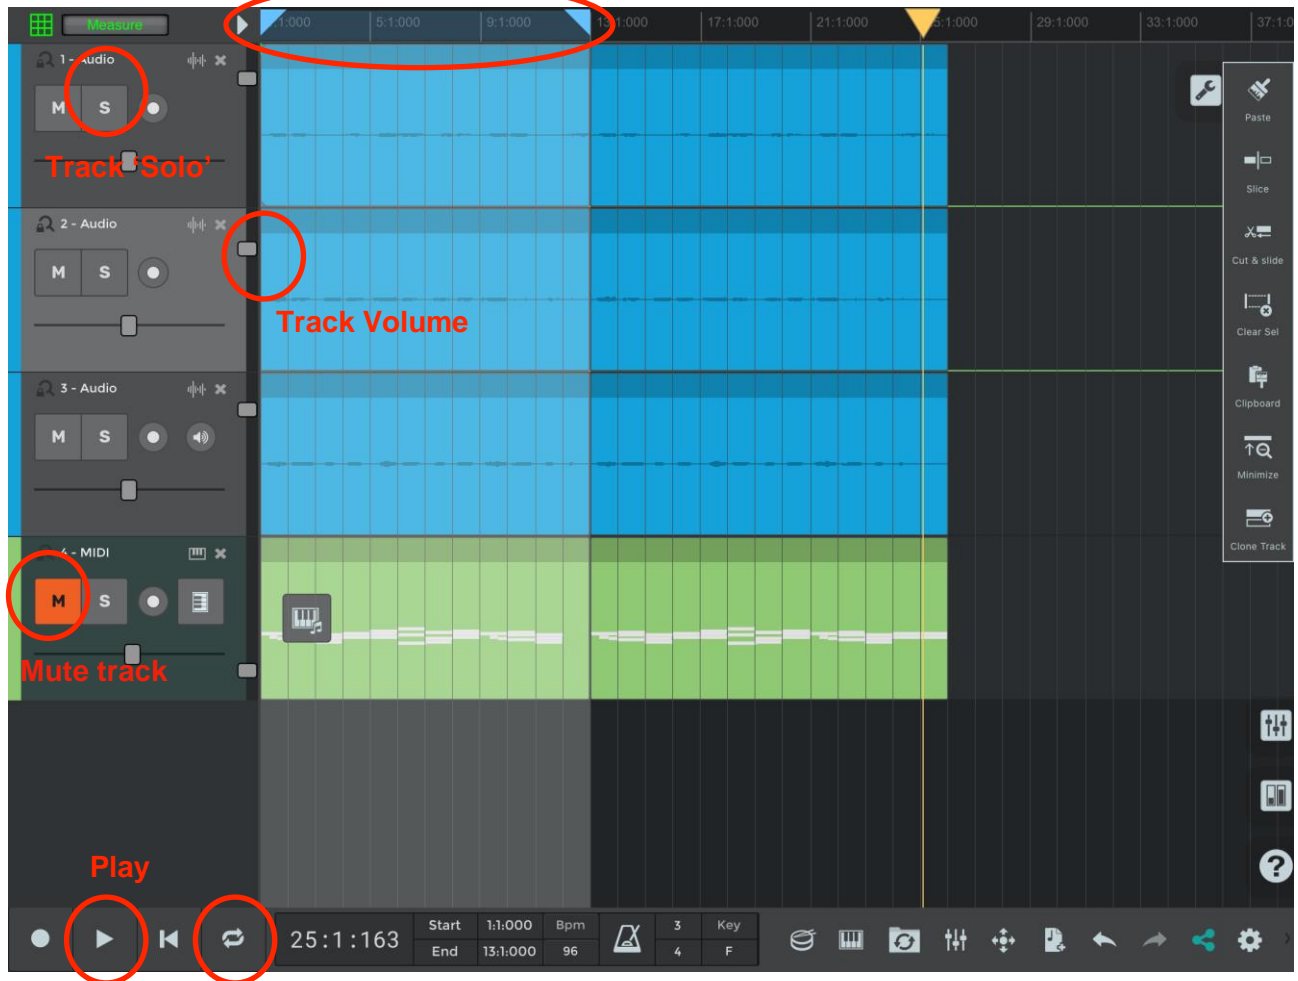 Measure
1:1:000 5:1:000 9:1:000 13:1:000 17:1:000 21:1:000 5:1:000 29:1:000 33:1:000 37:1:0
1 - Audio
M S
Track ‘Solo’
Paste
Slice
2 - Audio
M S
Track Volume
Cut & slide
Clear Sel
3 - Audio
M S
Clipboard
Minimize
4 - MIDI
M S
Clone Track
Mute track
Play
25:1:163
Start 1:1:000 Bpm 3 Key
End 13:1:000 96 4 F
?